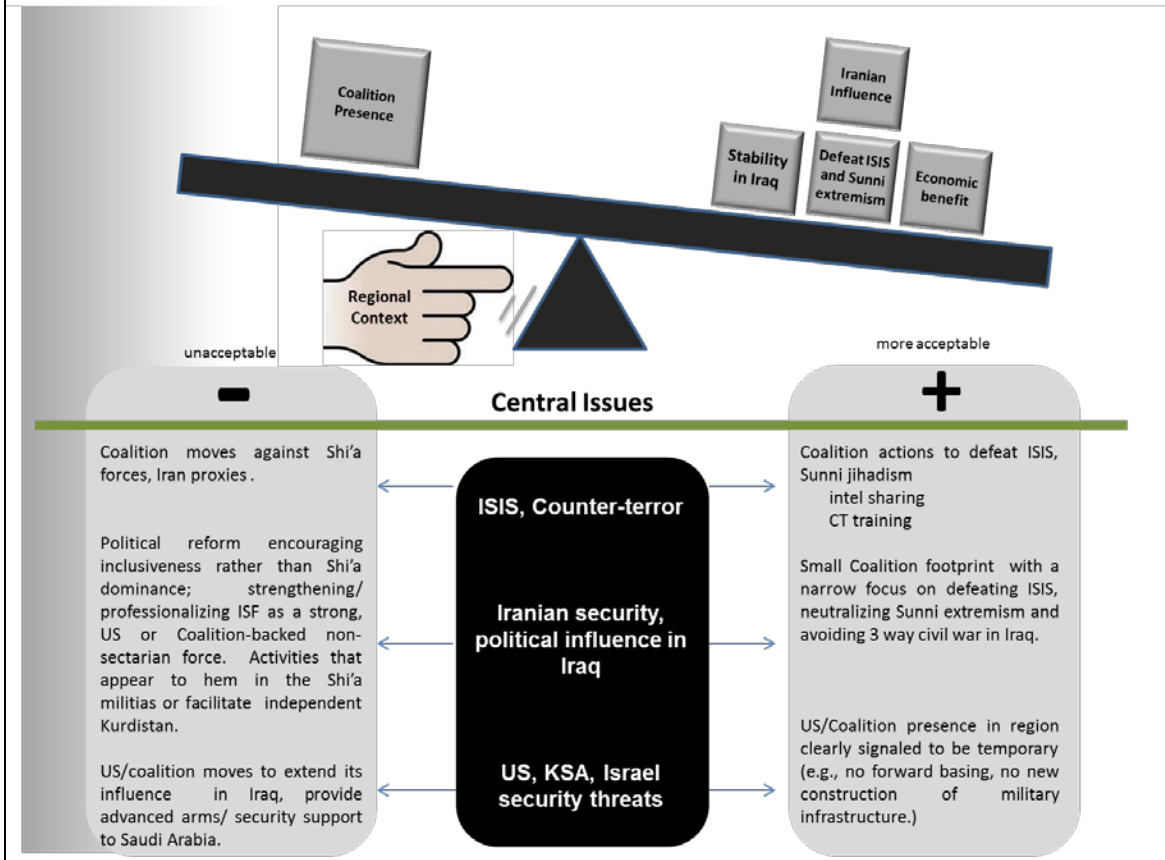 Coalition
Presence
Iranian
Influence
Stability
in Iraq
Defeat ISIS
and Sunni
extremism
Economic
benefit
Regional
Context
unacceptable
more acceptable
-
+
Central Issues
Coalition moves against Shi’a
forces, Iran proxies .
Political reform encouraging
inclusiveness rather than Shi’a
dominance; strengthening/
professionalizing ISF as a strong,
US or Coalition-backed non-
sectarian force. Activities that
appear to hem in the Shi’a
militias or facilitate independent
Kurdistan.
US/coalition moves to extend its
influence in Iraq, provide
advanced arms/ security support
to Saudi Arabia.
ISIS, Counter-terror
Iranian security,
political influence in
Iraq
US, KSA, Israel
security threats
Coalition actions to defeat ISIS,
Sunni jihadism
intel sharing
CT training
Small Coalition footprint with a
narrow focus on defeating ISIS,
neutralizing Sunni extremism and
avoiding 3 way civil war in Iraq.
US/Coalition presence in region
clearly signaled to be temporary
(e.g., no forward basing, no new
construction of military
infrastructure.)